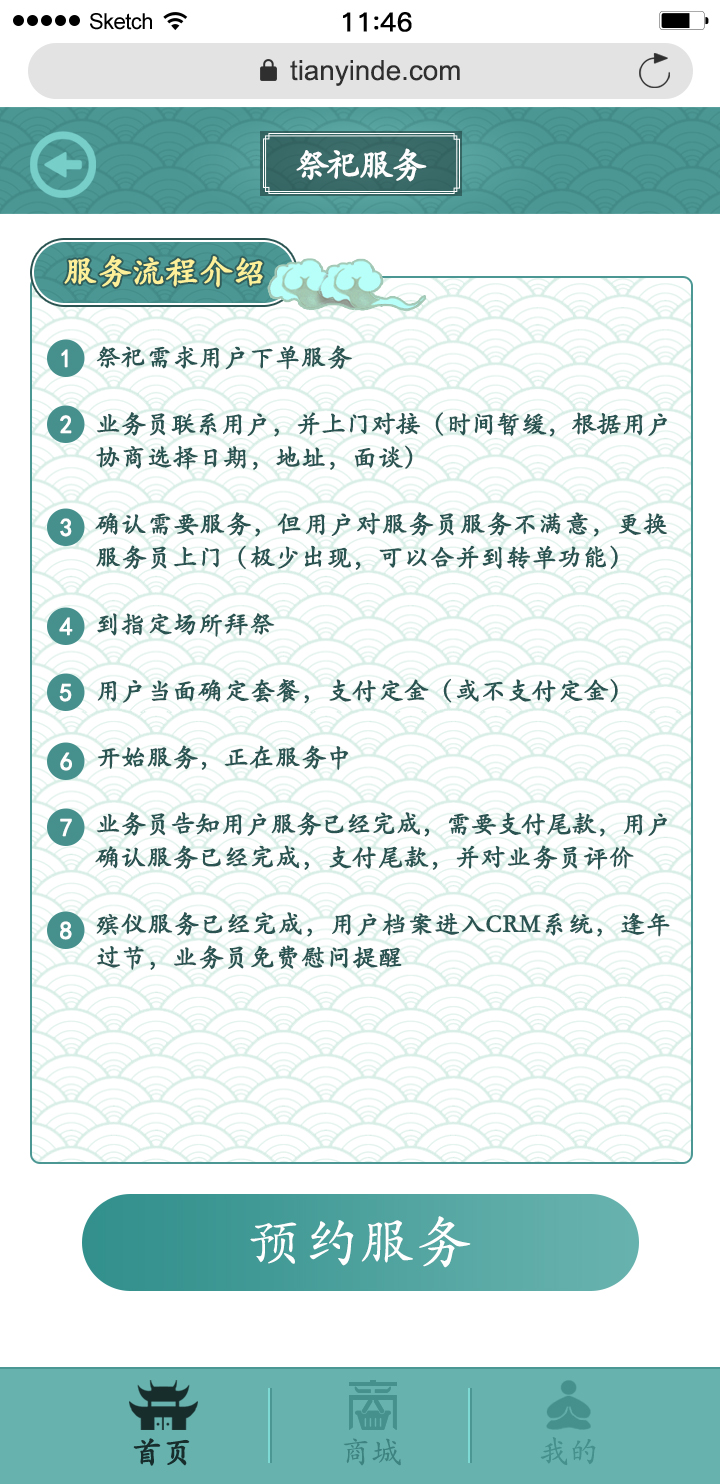 Sketch
11:46
tianyinde.com
祭祀服务
服务流程介绍
1 祭祀需求用户下单服务
2 业务员联系用户，并上门对接（时间暂缓，根据用户
协商选择日期，地址，面谈）
3 确认需要服务，但用户对服务员服务不满意，更换
服务员上门（极少出现，可以合并到转单功能）
4 到指定场所拜祭
5 用户当面确定套餐，支付定金（或不支付定金）
6 开始服务，正在服务中
7 业务员告知用户服务已经完成，需要支付尾款，用户
确认服务已经完成，支付尾款，并对业务员评价
8 殡仪服务已经完成，用户档案进入CRM系统，逢年
过节，业务员免费慰问提醒
预约服务
首页
商城
我的